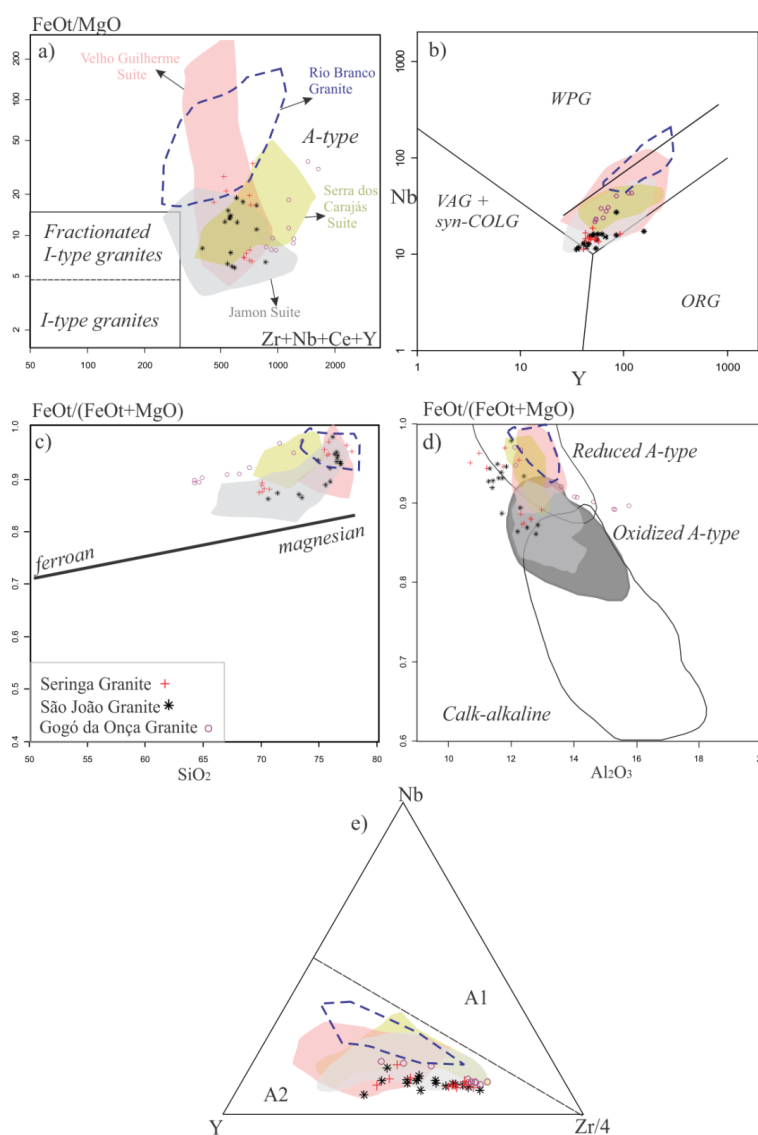 FeOt/MgO
a)
Velho Guilherme
Suite
Rio Branco
Granite
A-type
Serra dos
Carajás
Suite
Fractionated
I-type granites
I-type granites
Jamon Suite
Zr+Nb+Ce+Y
200
100
50
20
10
5
2
50
100
200
500
1000
2000
b)
WPG
VAG +
syn-COLG
ORG
Nb
1000
100
10
1
1
10
100
1000
Y
FeOt/(FeOt+MgO)
c)
ferroan
magnesian
Seringa Granite
São João Granite
Gogó da Onça Granite
1.0
0.9
0.8
0.7
0.6
0.5
0.4
50
55
60
65
70
75
80
SiO₂
FeOt/(FeOt+MgO)
d)
Reduced A-type
Oxidized A-type
Calk-alkaline
1.0
0.9
0.8
0.7
0.6
10
12
14
16
18
Al₂O₃
Nb
e)
A1
A2
Y
Zr/4